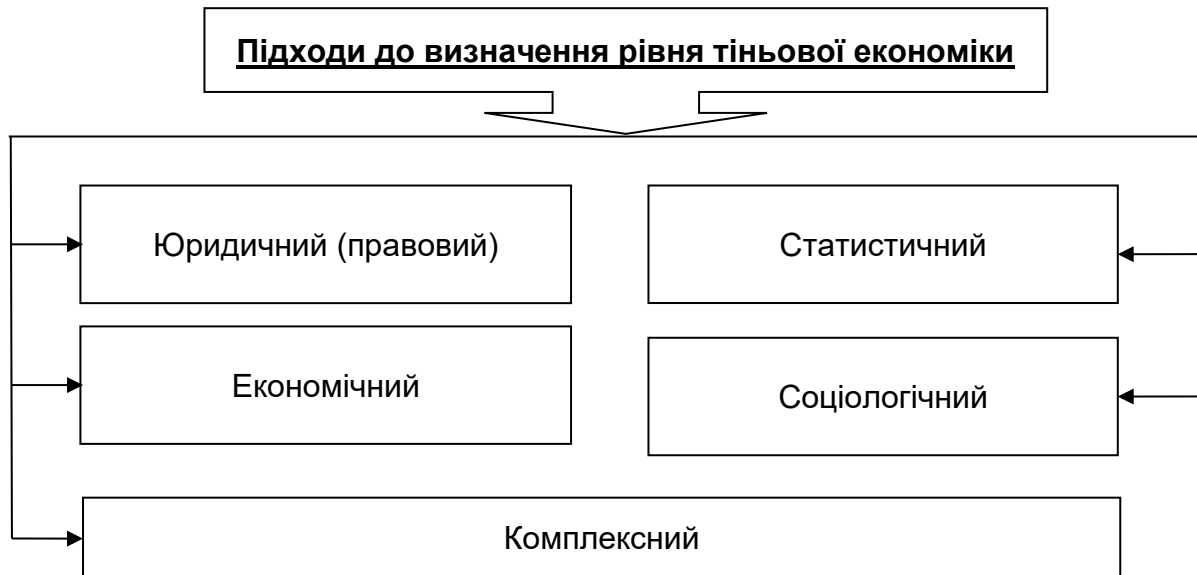 Підходи до визначення рівня тіньової економіки
Юридичний (правовий)
Статистичний
Економічний
Соціологічний
Комплексний